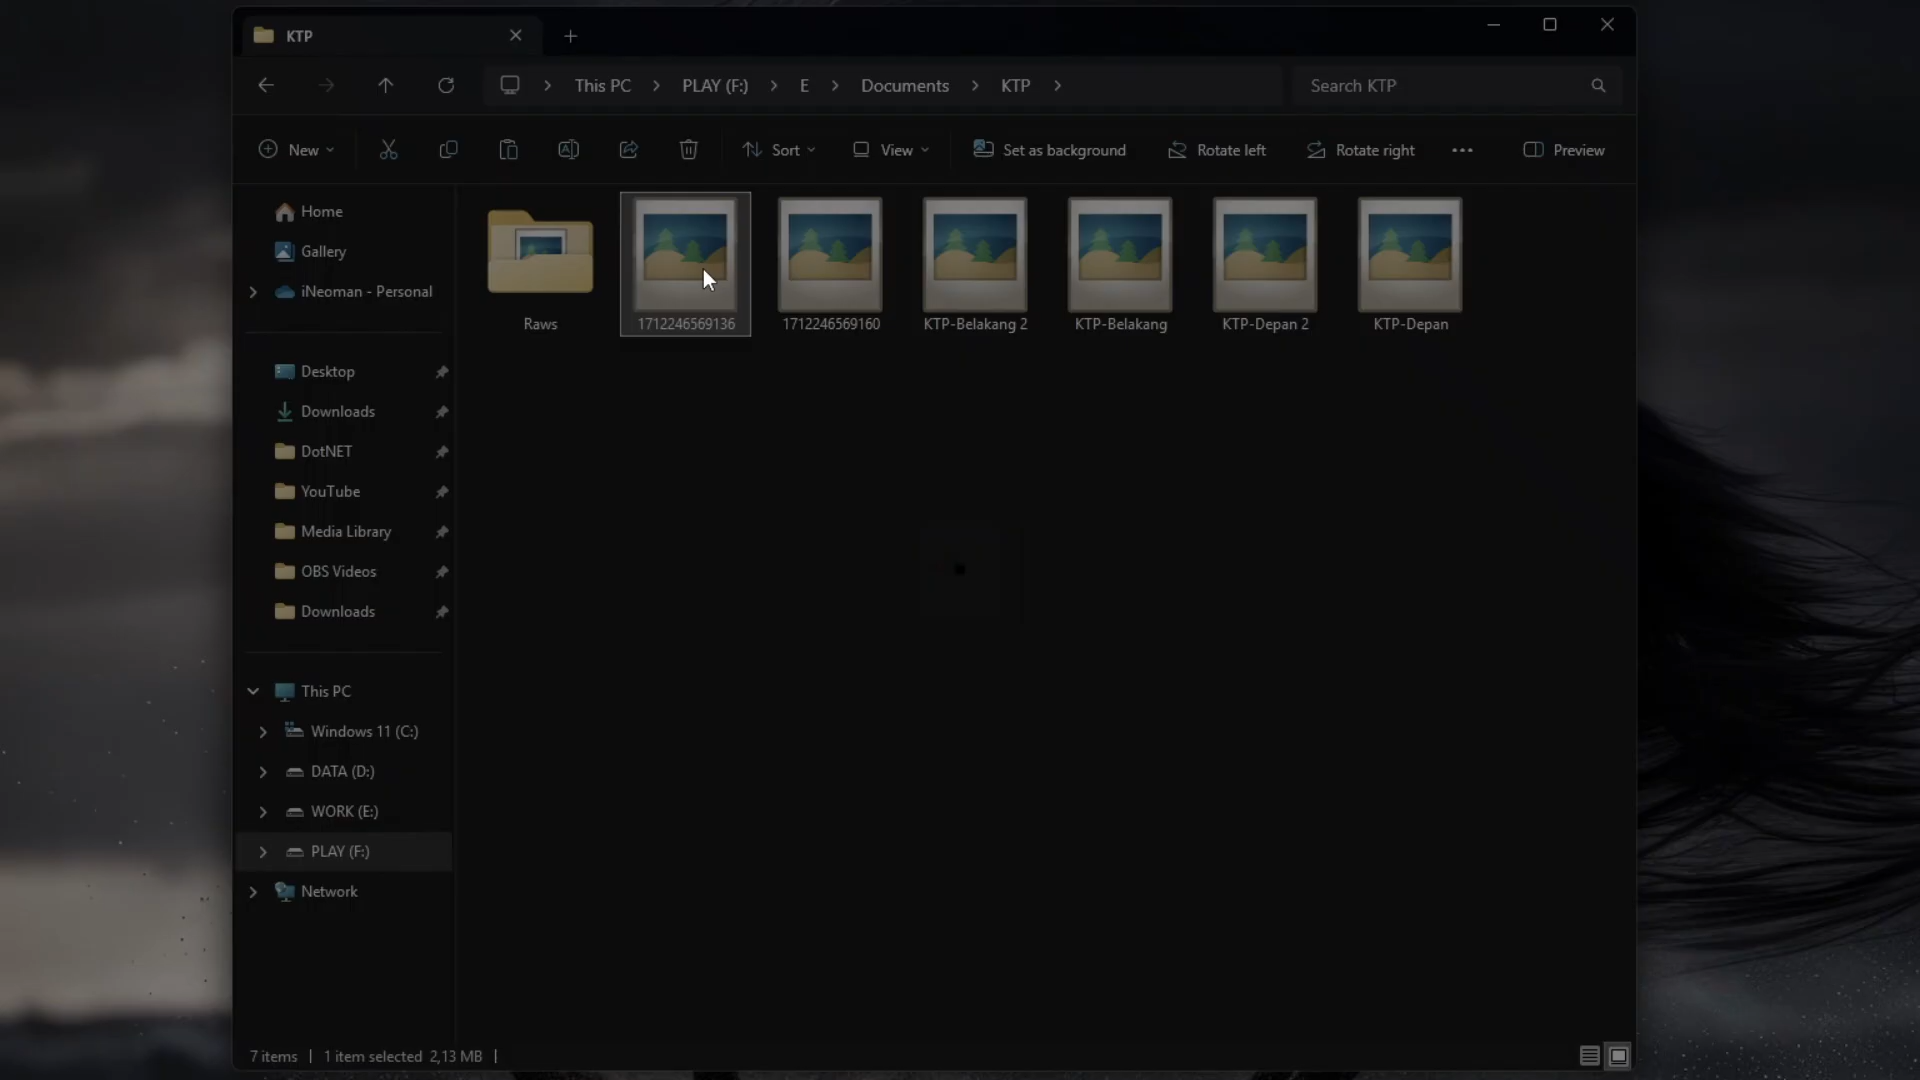 KTP
This PC
PLAY (F:)
E
Documents
KTP
Search KTP
New
Sort
View
Set as background
Rotate left
Rotate right
Preview
Home
Gallery
iNeoman - Personal
Desktop
Downloads
DotNET
YouTube
Media Library
OBS Videos
Downloads
This PC
Windows 11 (C:)
DATA (D:)
WORK (E:)
PLAY (F:)
Network
Raws
1712246569136
1712246569160
KTP-Belakang 2
KTP-Belakang
KTP-Depan 2
KTP-Depan
7 items | 1 item selected 2,13 MB |